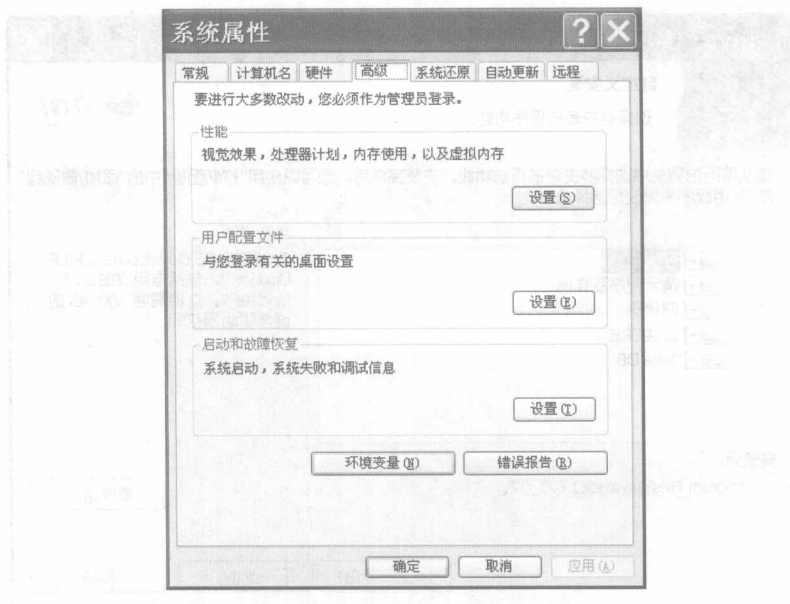 系统属性
常规 计算机名 硬件 高级 系统还原 自动更新 远程
要进行大多数改动，您必须作为管理员登录。
性能
视觉效果，处理器计划，内存使用，以及虚拟内存
设置(S)
用户配置文件
与您登录有关的桌面设置
设置(E)
启动和故障恢复
系统启动，系统失败和调试信息
设置(T)
环境变量(N) 错误报告(R)
确定 取消 应用(A)